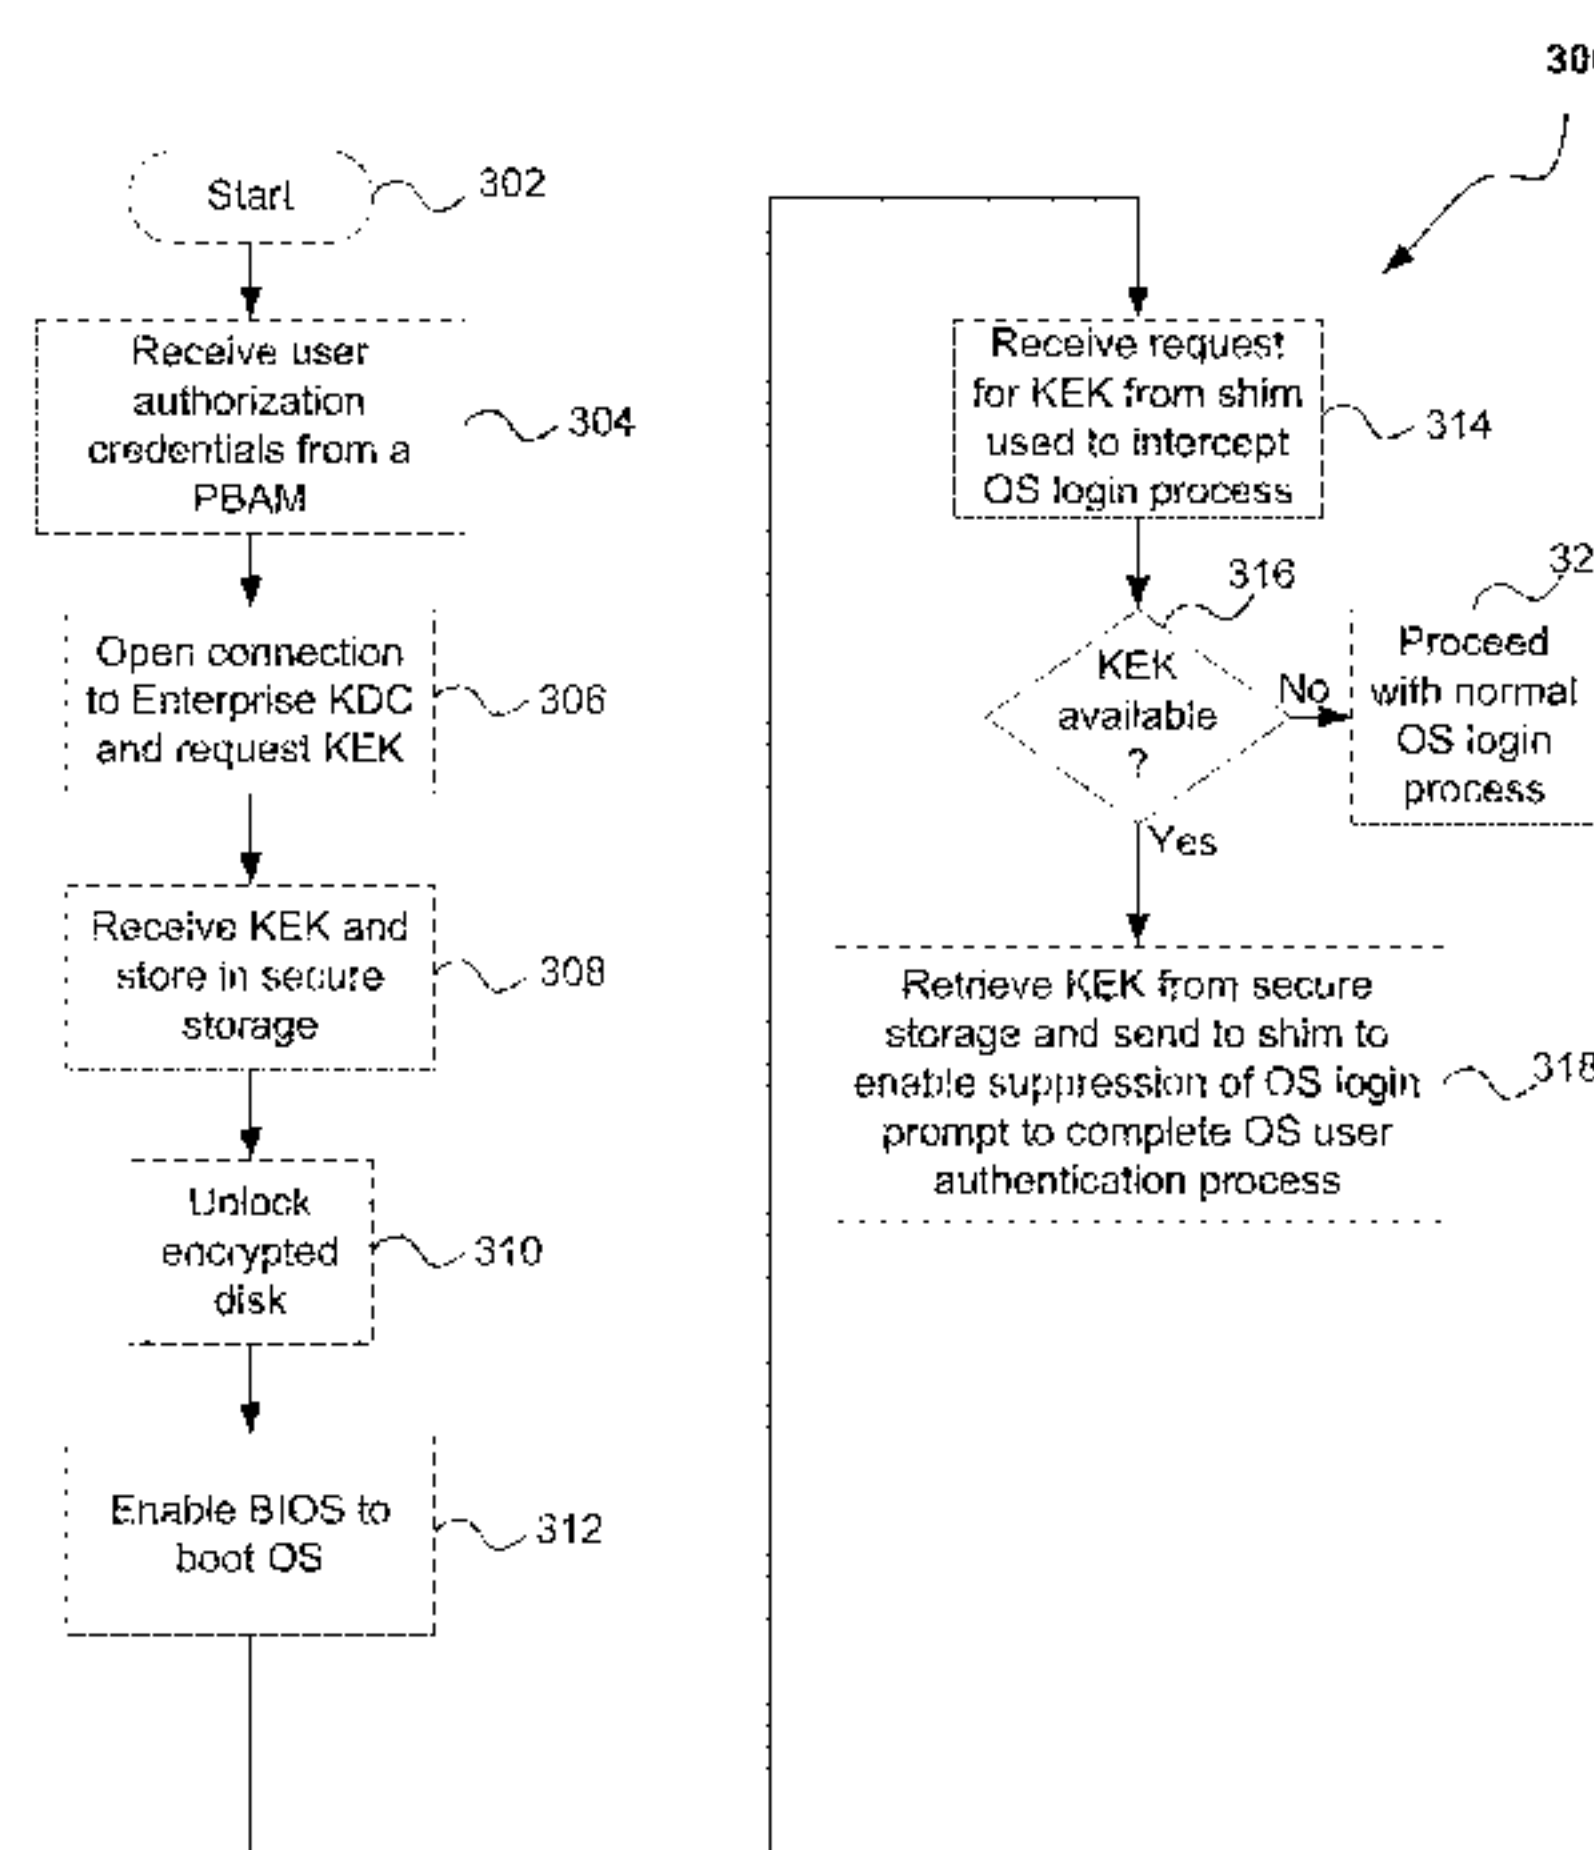 Start
302
Receive user
authorization
credentials from a
PBAM
304
Open connection
to Enterprise KDC
and request KEK
306
Receive KEK and
store in secure
storage
308
Unlock
encrypted
disk
310
Enable BIOS to
boot OS
312
Receive request
for KEK from shim
used to intercept
OS login process
314
KEK
available
?
316
No
Yes
Proceed
with normal
OS login
process
Retrieve KEK from secure
storage and send to shim to
enable suppression of OS login
prompt to complete OS user
authentication process
318